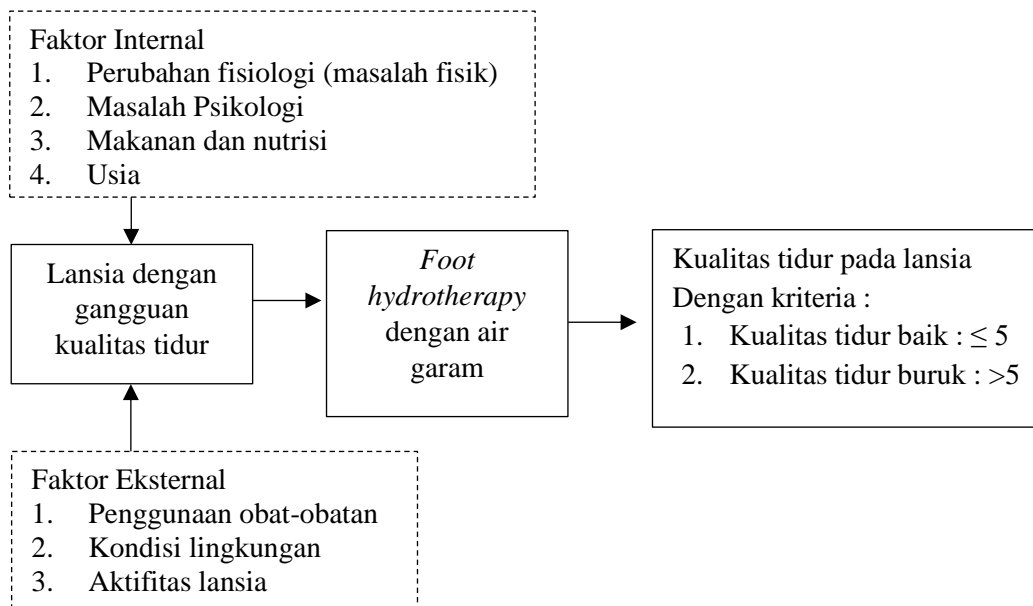 Faktor Internal
1. Perubahan fisiologi (masalah fisik)
2. Masalah Psikologi
3. Makanan dan nutrisi
4. Usia
Lansia dengan
gangguan
kualitas tidur
Foot
hydrotherapy
dengan air
garam
Kualitas tidur pada lansia
Dengan kriteria :
1. Kualitas tidur baik : ≤ 5
2. Kualitas tidur buruk : >5
Faktor Eksternal
1. Penggunaan obat-obatan
2. Kondisi lingkungan
3. Aktifitas lansia